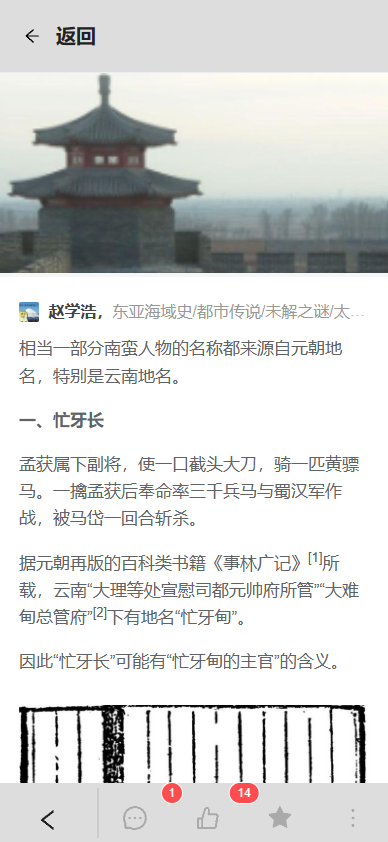 返回
赵学浩，东亚海域史/都市传说/未解之谜/太…
相当一部分南蛮人物的名称都来源自元朝地
名，特别是云南地名。
一、忙牙长
孟获属下副将，使一口截头大刀，骑一匹黄骠
马。一擒孟获后奉命率三千兵马与蜀汉军作
战，被马岱一回合斩杀。
据元朝再版的百科类书籍《事林广记》[1]所
载，云南“大理等处宣慰司都元帅府所管”“大难
甸总管府”[2]下有地名“忙牙甸”。
因此“忙牙长”可能有“忙牙甸的主官”的含义。
1
14